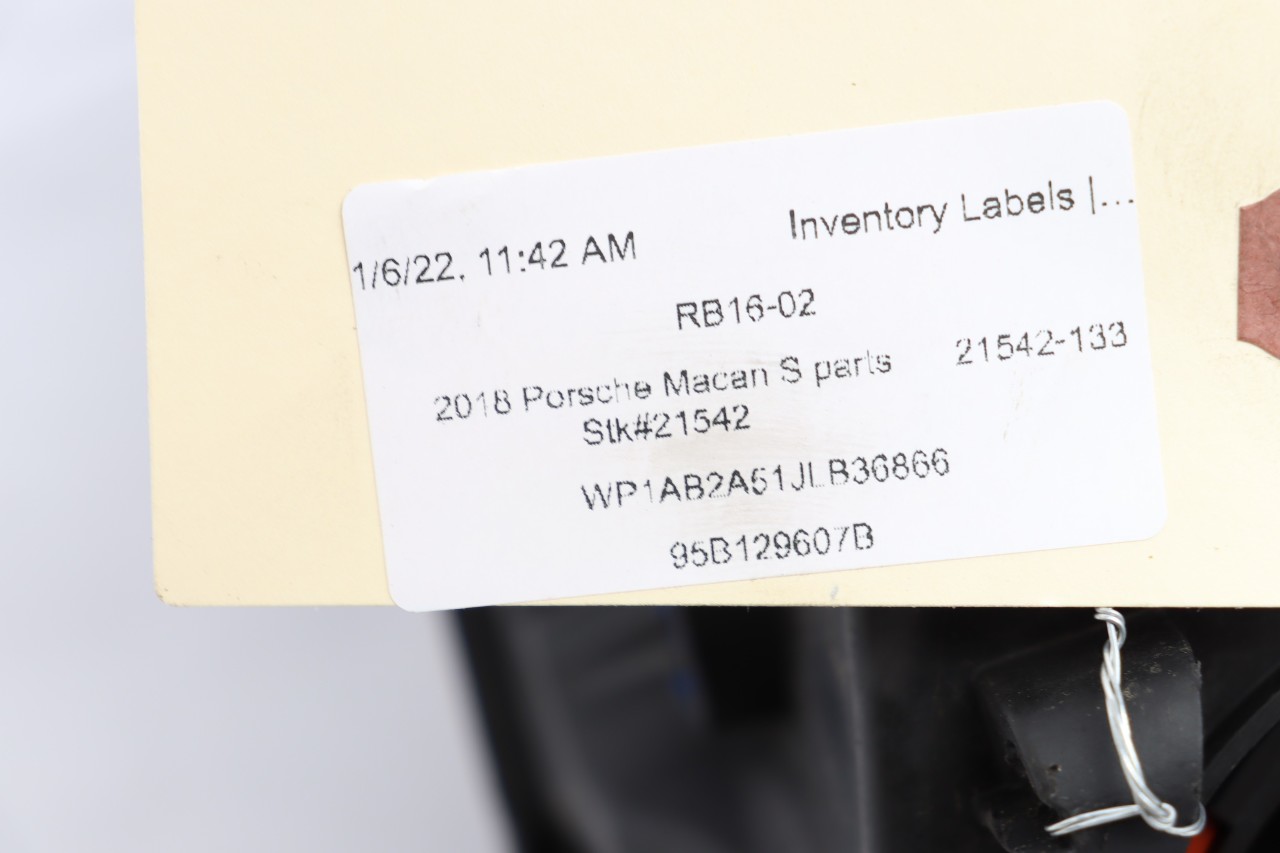 1/6/22, 11:42 AM Inventory Labels |...
RB16-02
2018 Porsche Macan S parts 21542-133
Stk#21542
WP1AB2A51JLB36866
95B129607B